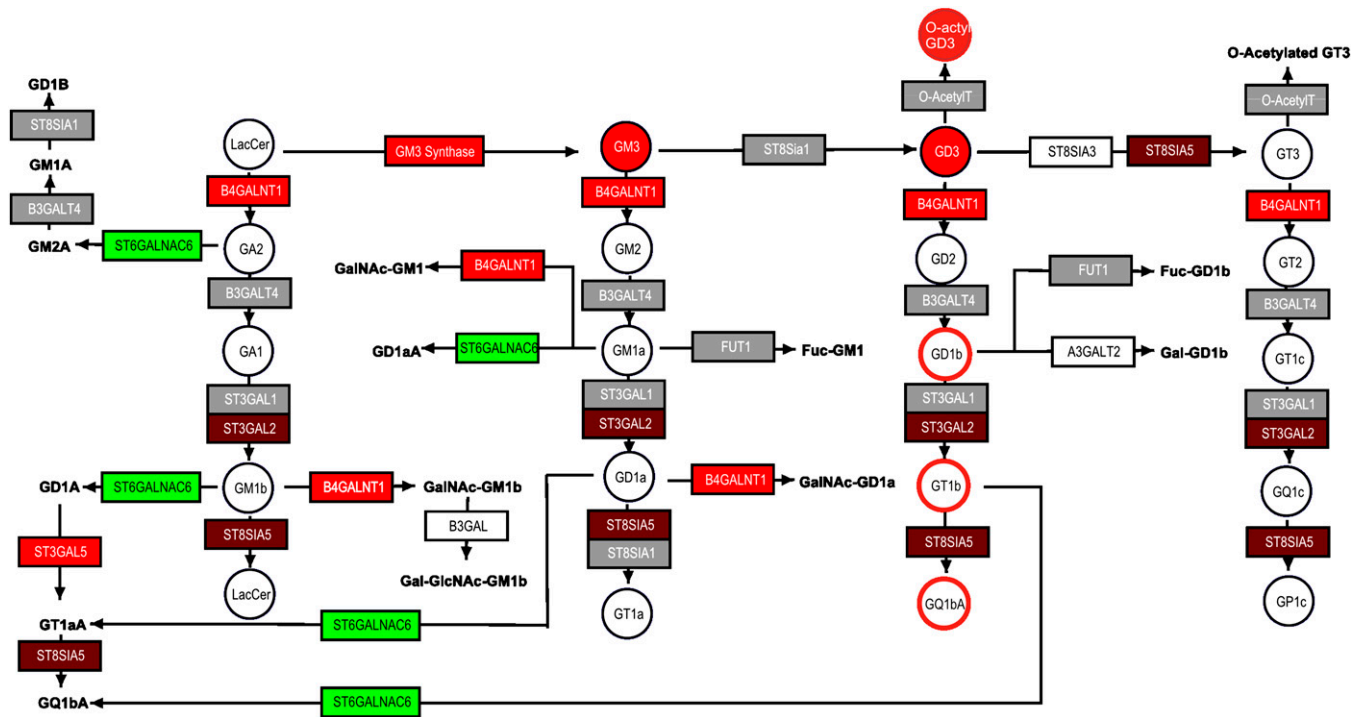 O-actyl
GD3
O-Acetylated GT3
GD1B
O-AcetylT
O-AcetylT
ST8SIA1
LacCer
GM3 Synthase
GM3
ST8Sia1
GD3
ST8SIA3
ST8SIA5
GT3
GM1A
B3GALT4
B4GALNT1
B4GALNT1
B4GALNT1
B4GALNT1
GM2A
ST6GALNAC6
GA2
GM2
GD2
GT2
GalNAc-GM1
B4GALNT1
FUT1
Fuc-GD1b
B3GALT4
B3GALT4
B3GALT4
B3GALT4
GA1
GD1aA
ST6GALNAC6
GM1a
FUT1
Fuc-GM1
GD1b
A3GALT2
Gal-GD1b
GT1c
ST3GAL1
ST3GAL1
ST3GAL1
ST3GAL1
ST3GAL2
ST3GAL2
ST3GAL2
ST3GAL2
GD1A
ST6GALNAC6
GM1b
B4GALNT1
GalNAc-GM1b
GD1a
B4GALNT1
GalNAc-GD1a
GT1b
GQ1c
ST8SIA5
B3GAL
ST8SIA5
ST8SIA5
ST8SIA5
ST3GAL5
ST8SIA1
Gal-GlcNAc-GM1b
LacCer
GT1a
GQ1bA
GP1c
GT1aA
ST6GALNAC6
ST8SIA5
GQ1bA
ST6GALNAC6